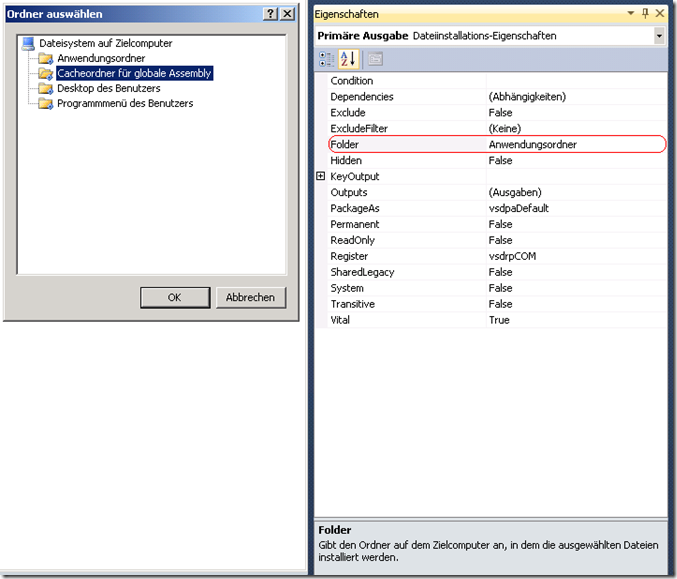 Ordner auswählen
Dateisystem auf Zielcomputer
Anwendungsordner
Cacheordner für globale Assembly
Desktop des Benutzers
Programmmenü des Benutzers
OK
Abbrechen
Eigenschaften
Primäre Ausgabe Dateiinstallations-Eigenschaften
Condition
Dependencies (Abhängigkeiten)
Exclude False
ExcludeFilter (Keine)
Folder Anwendungsordner
Hidden False
KeyOutput
Outputs (Ausgaben)
PackageAs vsdpaDefault
Permanent False
ReadOnly False
Register vsdrpCOM
SharedLegacy False
System False
Transitive False
Vital True
Folder
Gibt den Ordner auf dem Zielcomputer an, in dem die ausgewählten Dateien
installiert werden.